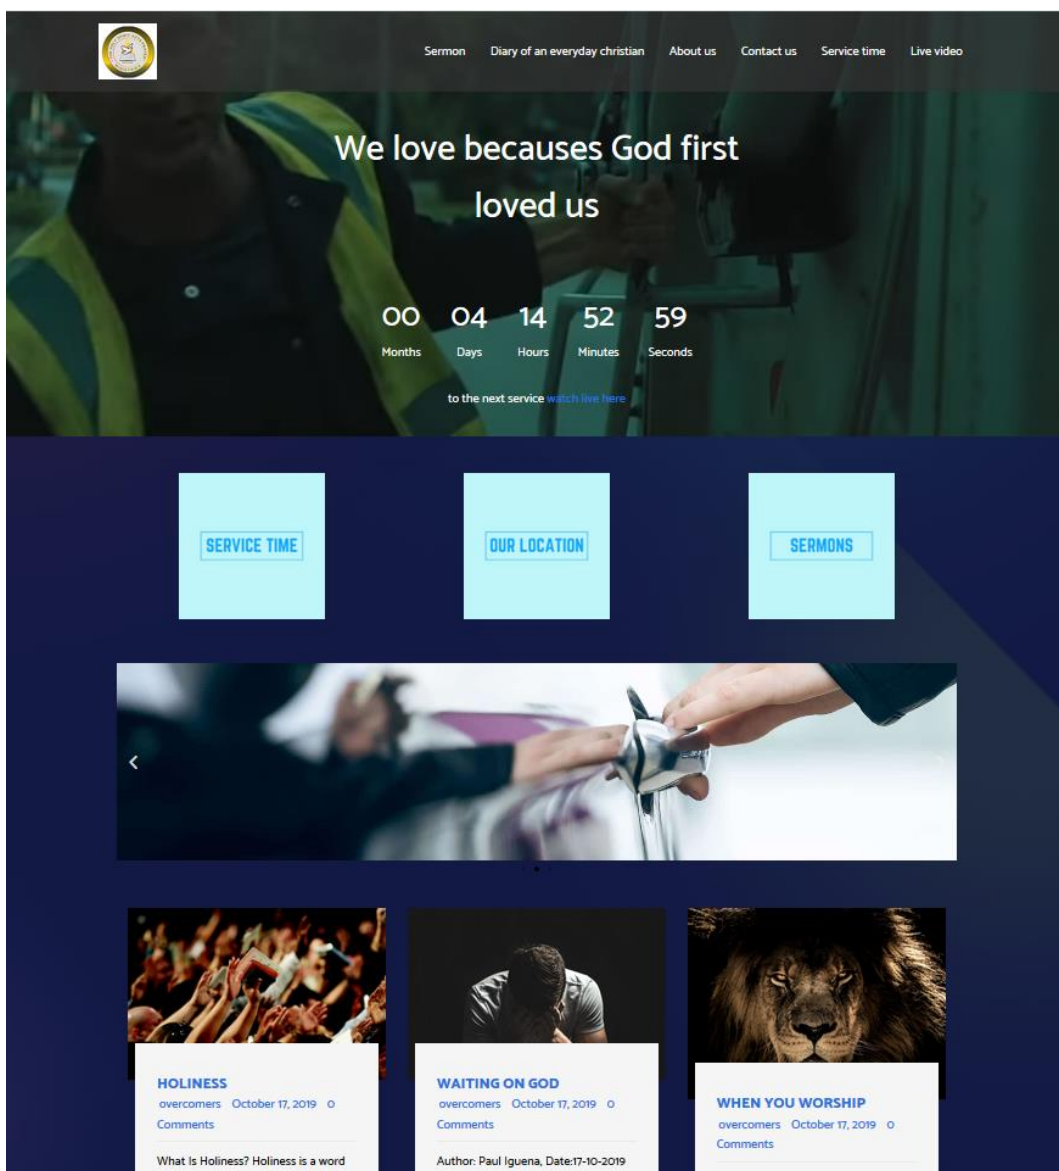 Sermon Diary of an everyday christian About us Contact us Service time Live video
We love becauses God first
loved us
00 04 14 52 59
Months Days Hours Minutes Seconds
to the next service watch live here
SERVICE TIME OUR LOCATION SERMONS
HOLINESS
overcomers October 17, 2019 0
Comments
What Is Holiness? Holiness is a word
WAITING ON GOD
overcomers October 17, 2019 0
Comments
Author: Paul Iguena, Date:17-10-2019
WHEN YOU WORSHIP
overcomers October 17, 2019 0
Comments